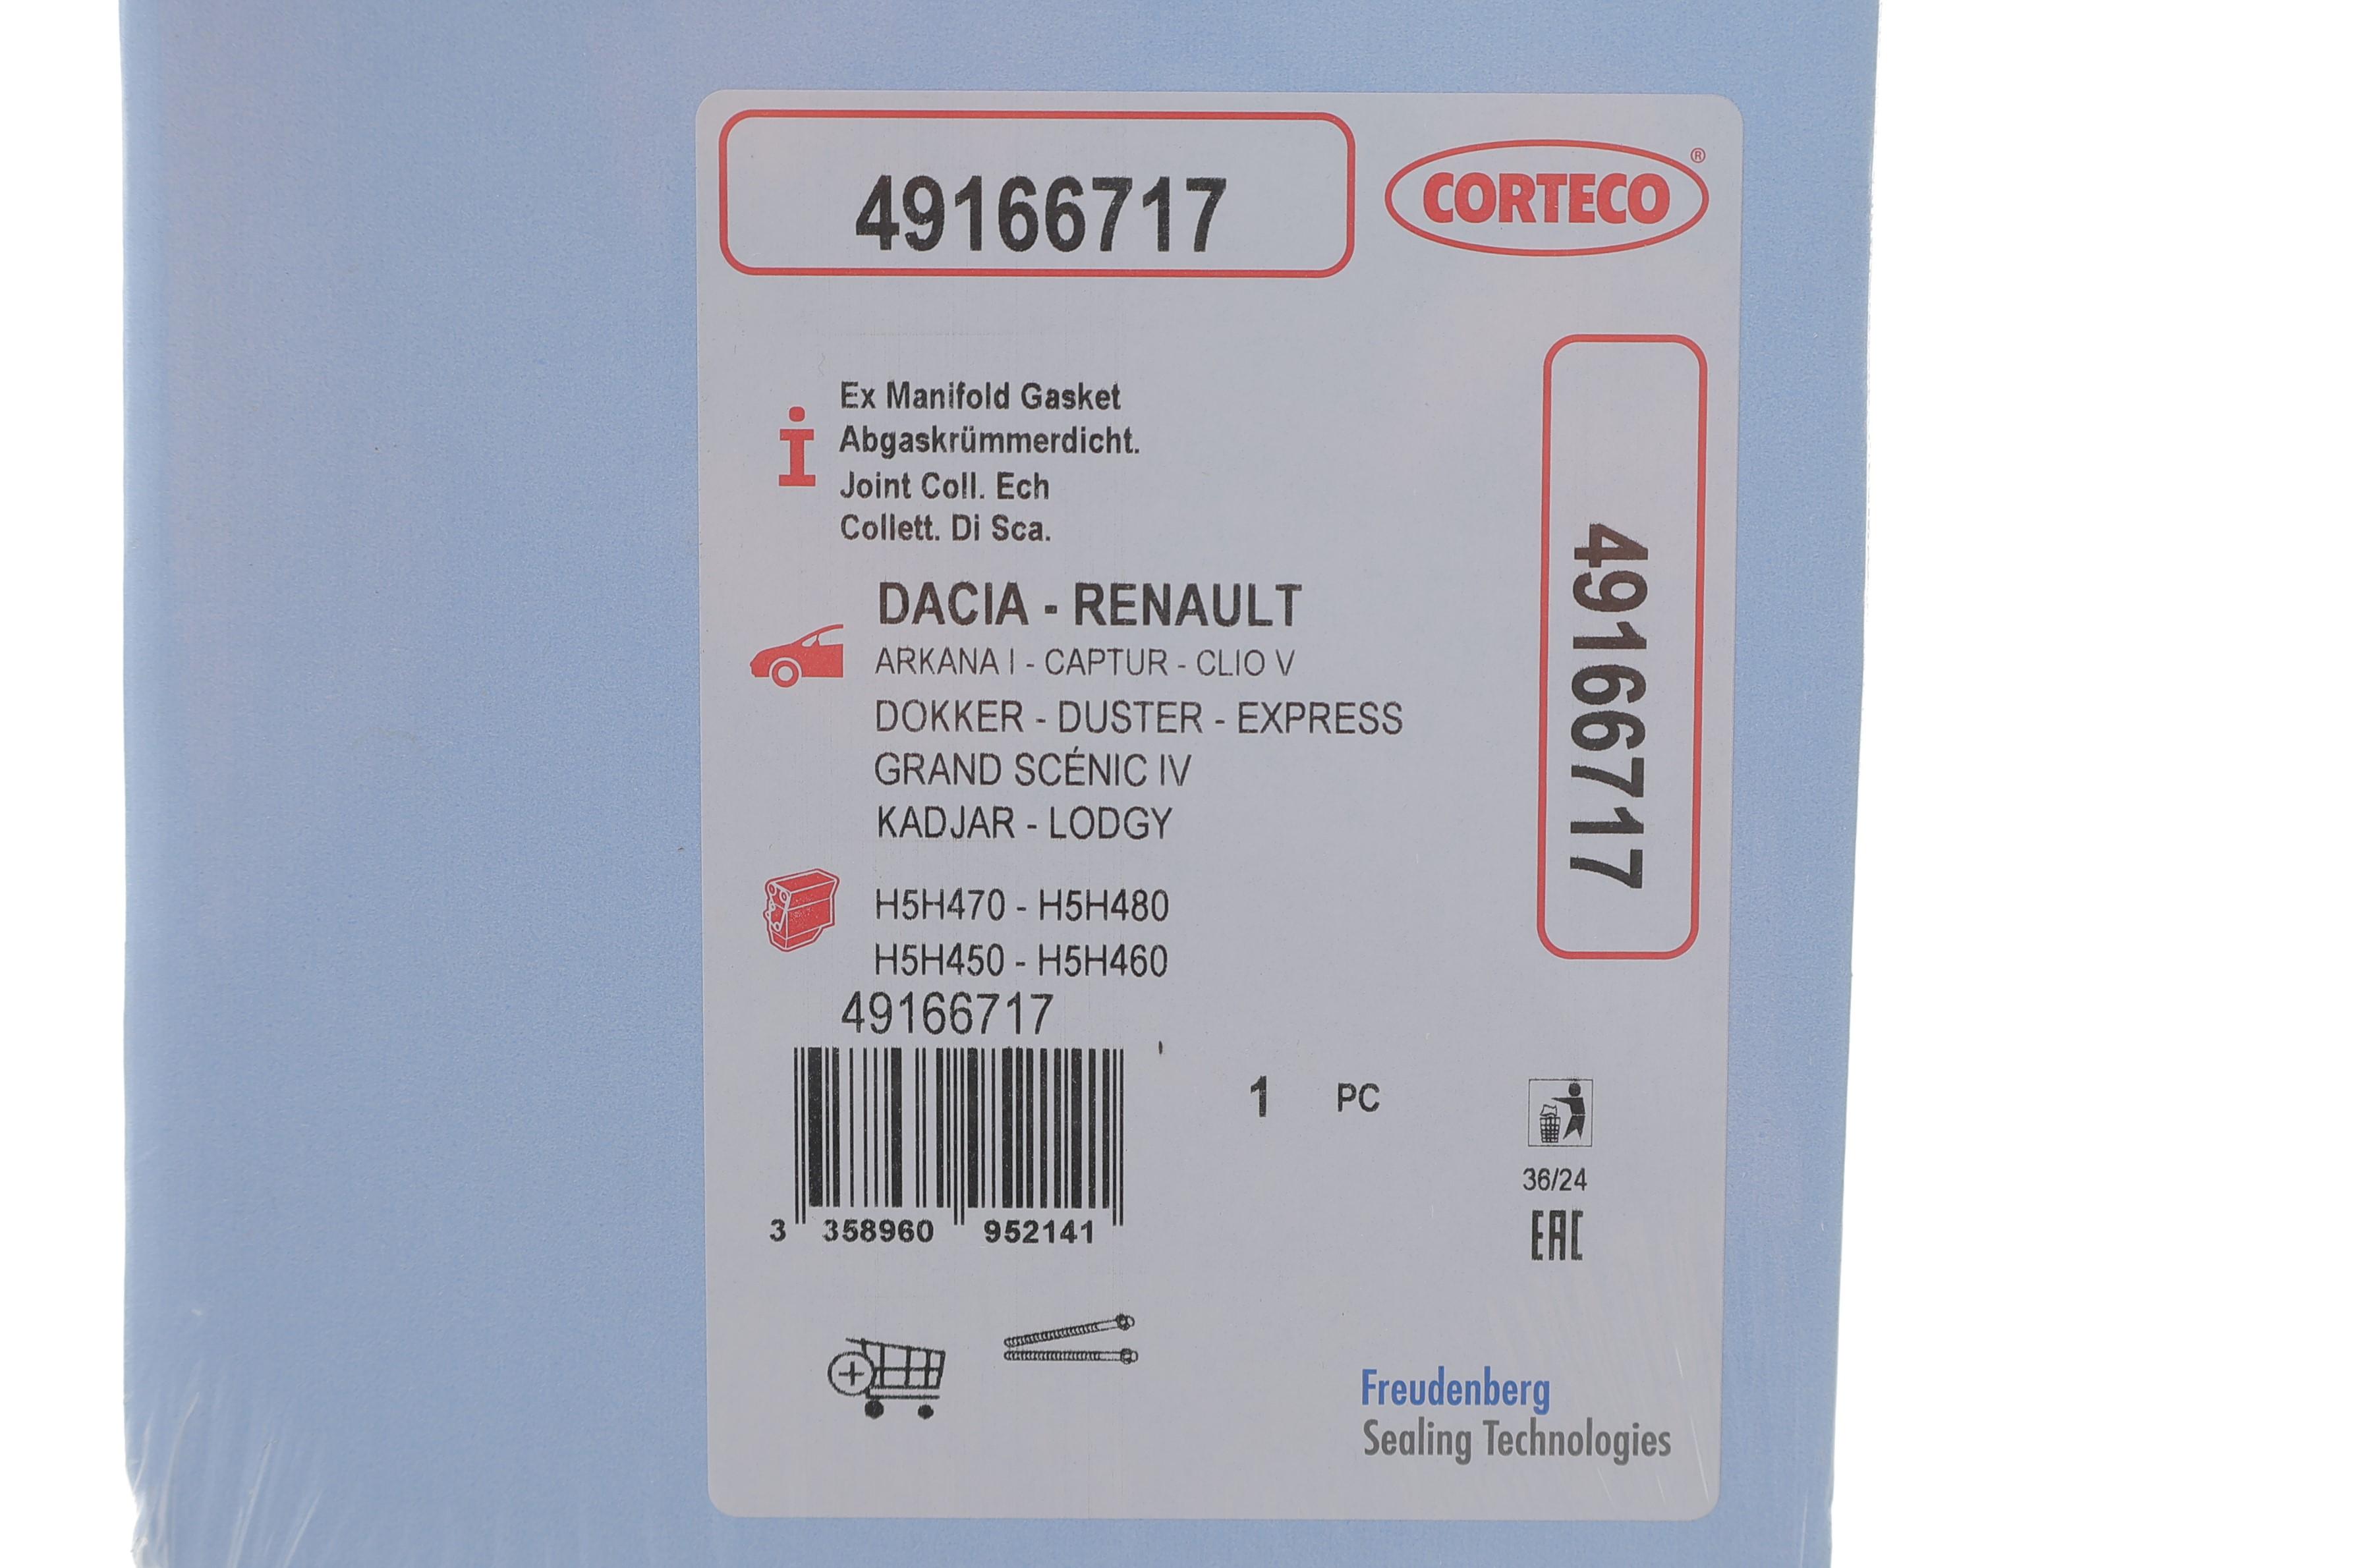 49166717
CORTECO®
Ex Manifold Gasket
Abgaskrümmerdicht.
Joint Coll. Ech
Collett. Di Sca.
DACIA - RENAULT
ARKANA I - CAPTUR - CLIO V
DOKKER - DUSTER - EXPRESS
GRAND SCÉNIC IV
KADJAR - LODGY
49166717
H5H470 - H5H480
H5H450 - H5H460
49166717
3 358960 952141
1 PC
36/24
EAC
Freudenberg
Sealing Technologies